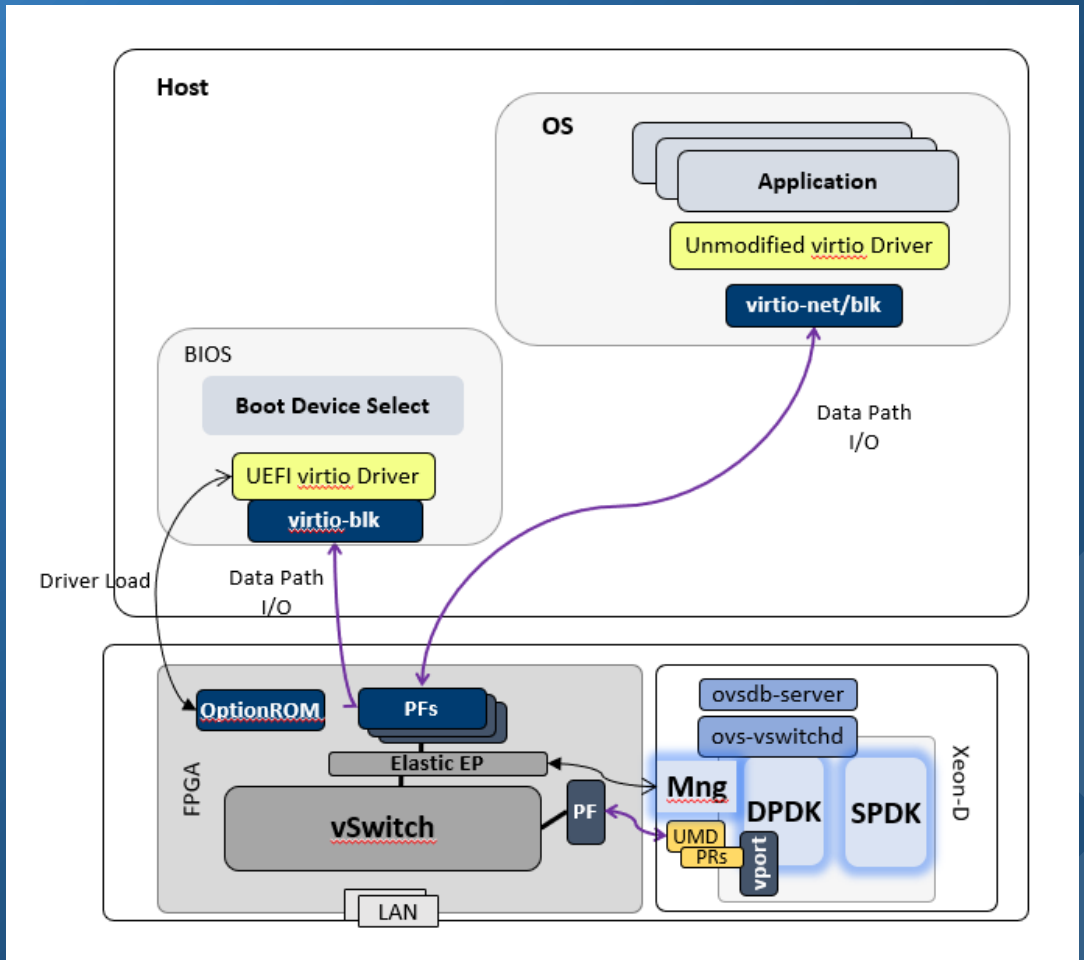 Host
OS
Application
Unmodified virtio Driver
virtio-net/blk
BIOS
Boot Device Select
UEFI virtio Driver
virtio-blk
Data Path
I/O
Driver Load
Data Path
I/O
OptionROM
PFs
Elastic EP
FPGA
vSwitch
PF
LAN
ovsdb-server
ovs-vswitchd
Mng
DPDK
SPDK
Xeon-D
UMD
PRs
vport